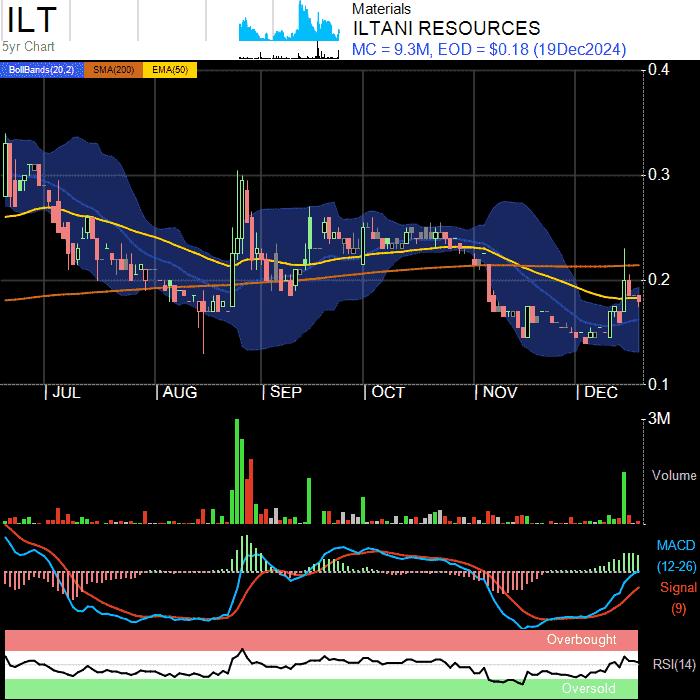 ILT
5yr Chart
Materials
ILTANI RESOURCES
MC = 9.3M, EOD = $0.18 (19Dec2024)
BollBands(20,2) SMA(200) EMA(50)
0.4
0.3
0.2
0.1
| JUL | AUG | SEP | OCT | NOV | DEC
3M
Volume
MACD
(12-26)
Signal
(9)
Overbought
RSI(14)
Oversold